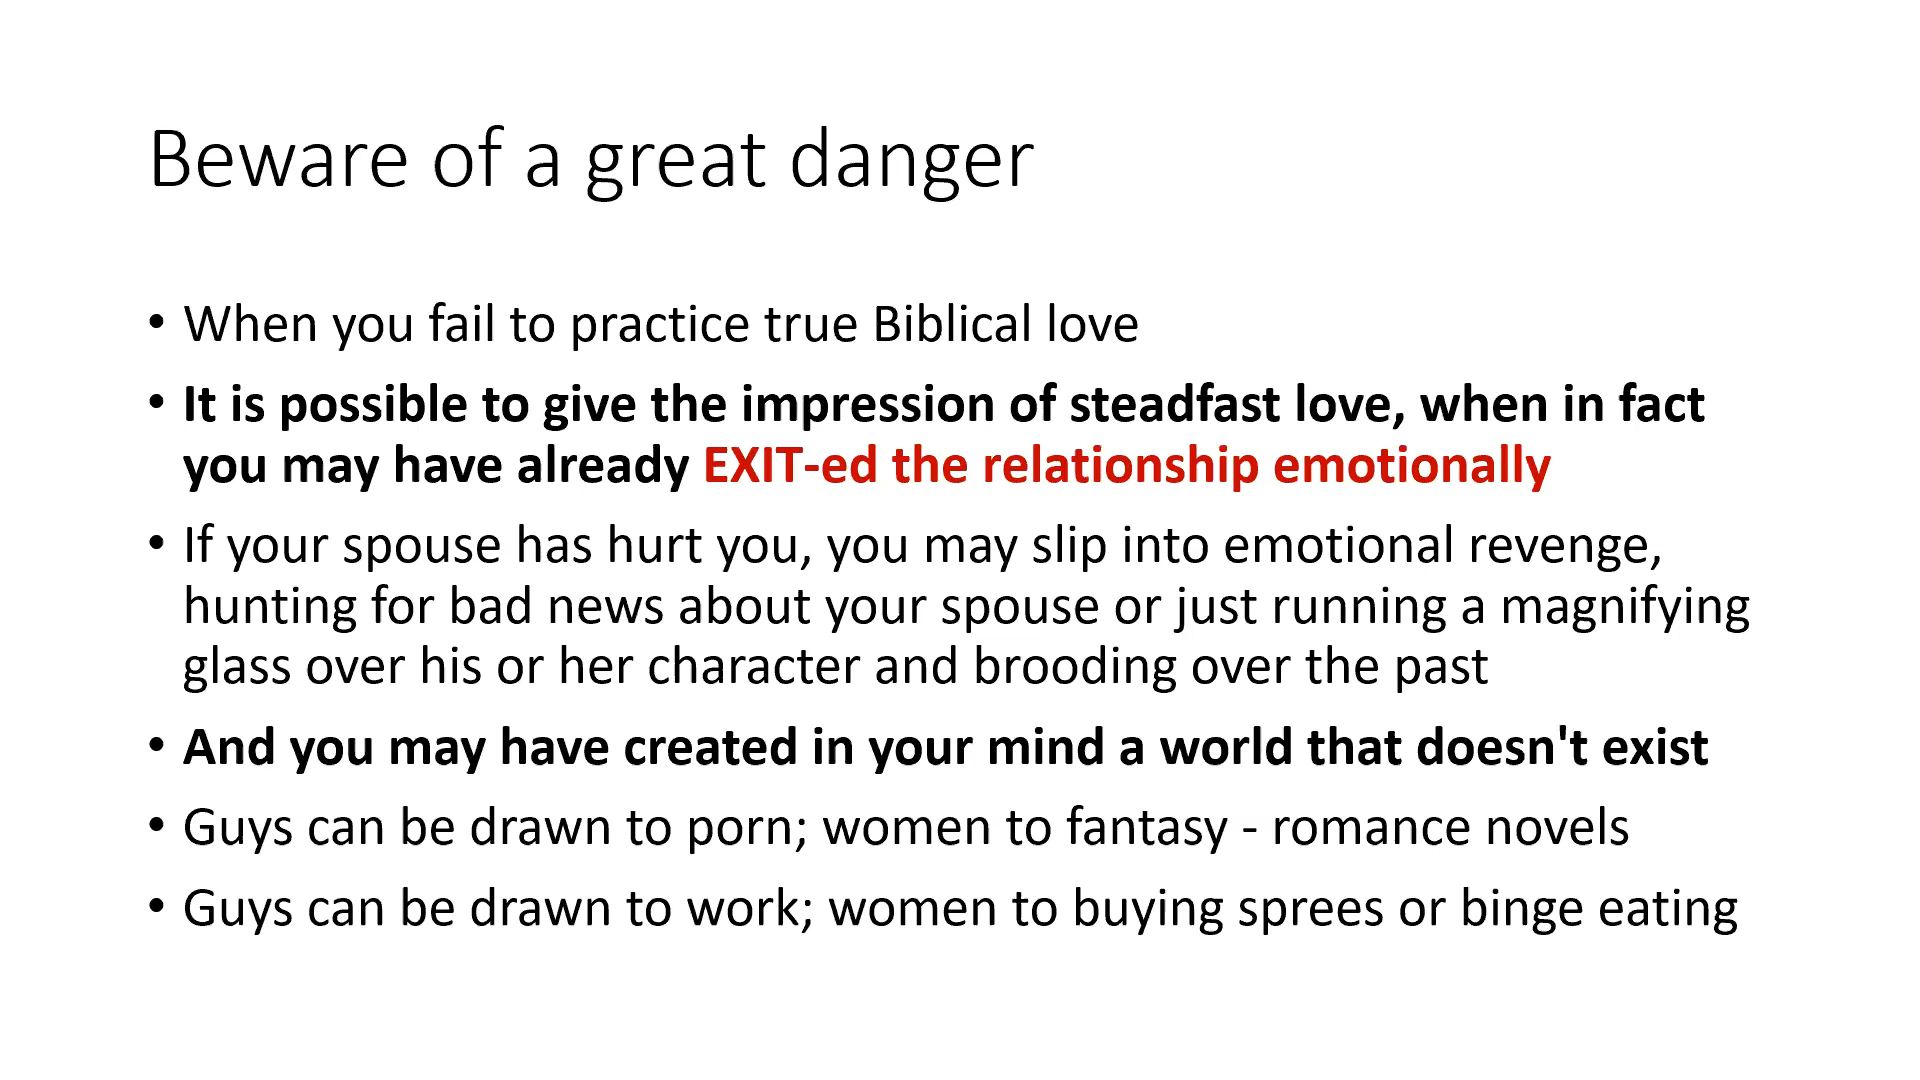 Beware of a great danger
• When you fail to practice true Biblical love
• It is possible to give the impression of steadfast love, when in fact
you may have already EXIT-ed the relationship emotionally
• If your spouse has hurt you, you may slip into emotional revenge,
hunting for bad news about your spouse or just running a magnifying
glass over his or her character and brooding over the past
• And you may have created in your mind a world that doesn't exist
• Guys can be drawn to porn; women to fantasy - romance novels
• Guys can be drawn to work; women to buying sprees or binge eating